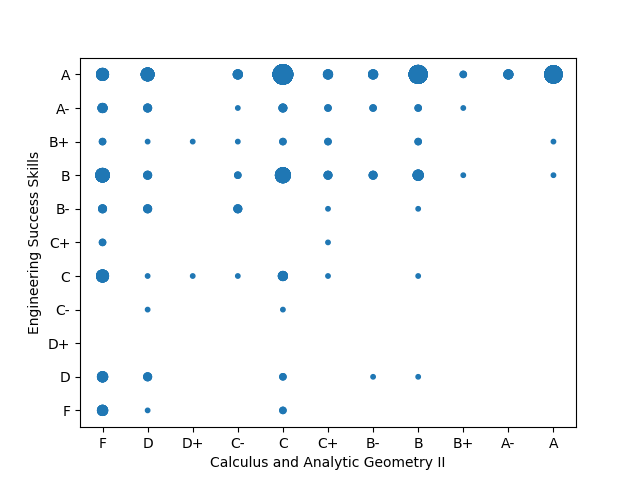 Engineering Success Skills
A
A-
B+
B
B-
C+
C
C-
D+
D
F
F D D+ C- C C+ B- B B+ A- A
Calculus and Analytic Geometry II